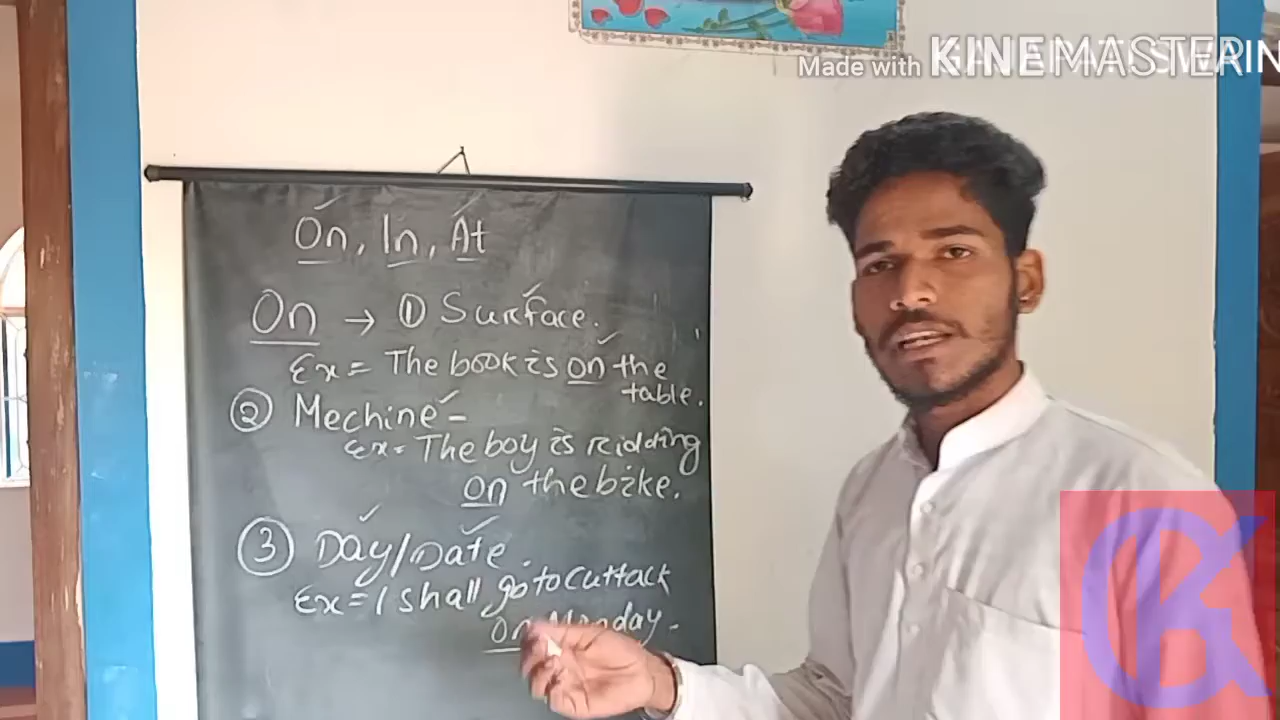 Made with KINEMASTER
On, In, At
On → ① Surface.
Ex = The book is on the
table.
② Mechine -
Ex = The boy is ridding
on the bike.
③ Day/Date.
Ex = I shall go to Cuttack
On Monday -